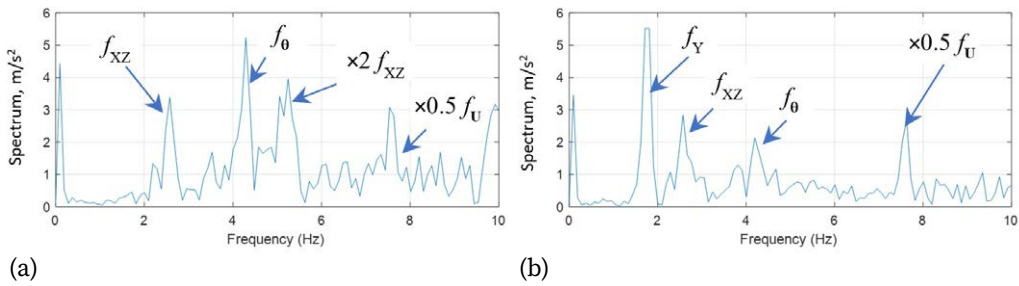 Spectrum, m/s²
6
5
4
3
2
1
0
f_XZ
f_θ
×2 f_XZ
×0.5 f_U
0 2 4 6 8 10
Frequency (Hz)
(a)
Spectrum, m/s²
6
5
4
3
2
1
0
f_Y
f_XZ
f_θ
×0.5 f_U
0 2 4 6 8 10
Frequency (Hz)
(b)